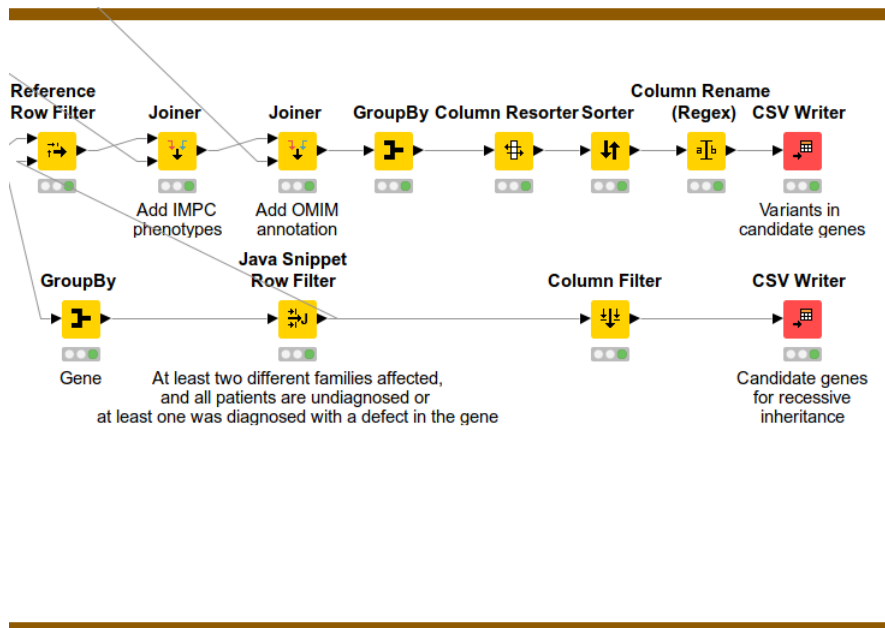 Reference
Row Filter
Joiner
Joiner
GroupBy
Column Resorter
Sorter
Column Rename
(Regex)
CSV Writer
a b
Add IMPC
phenotypes
Add OMIM
annotation
Variants in
candidate genes
GroupBy
Java Snippet
Row Filter
Column Filter
CSV Writer
J
Gene
At least two different families affected,
and all patients are undiagnosed or
at least one was diagnosed with a defect in the gene
Candidate genes
for recessive
inheritance